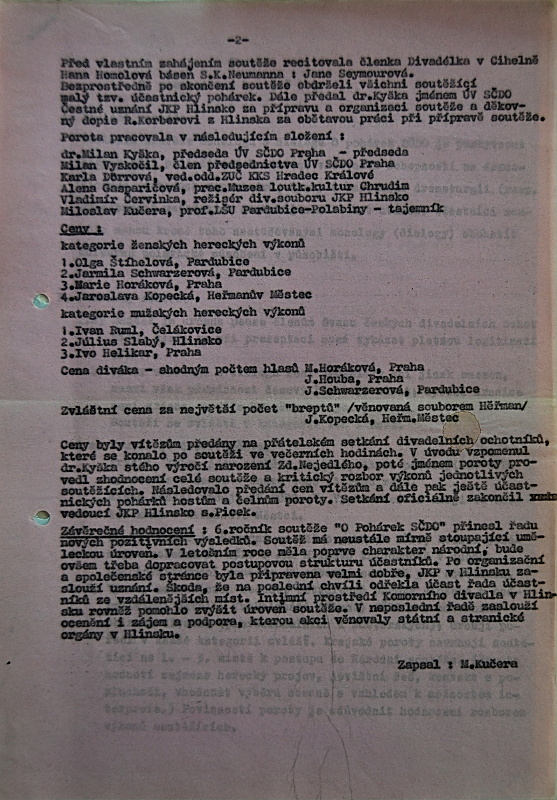 -2-
Před vlastním zahájením soutěže recitovala členka Divadélka v Cihelně
Hana Homolová báseň S.K.Neumanna : Jane Seymourová.
Bezprostředně po skončení soutěže obdrželi všichni soutěžící
malý tzv. účastnický pohárek. Dále předal dr.Kyška jménem ÚV SČDO
Čestné uznání JKP Hlinsko za přípravu a organizaci soutěže a děkov-
ný dopis R.Korberovi z Hlinska za obětavou práci při přípravě soutěže.
Porota pracovala v následujícím složení :
dr.Milan Kyška, předseda ÚV SČDO Praha - předseda
Milan Vyskočil, člen předsednictva ÚV SČDO Praha
Karla Dörrová, ved.odd.ZUČ KKS Hradec Králové
Alena Gasparičová, prac.Muzea loutk.kultur Chrudim
Vladimír Červinka, režisér div.souboru JKP Hlinsko
Miloslav Kučera, prof.LŠU Pardubice-Polabiny - tajemník
Ceny :
kategorie ženských hereckých výkonů
1.Olga Štíhelová, Pardubice
2.Jarmila Schwarzerová, Pardubice
3.Marie Horáková, Praha
4.Jaroslava Kopecká, Heřmanův Městec
kategorie mužských hereckých výkonů
1.Ivan Ruml, Čelákovice
2.Július Slabý, Hlinsko
3.Ivo Helikar, Praha
Cena diváka - shodným počtem hlasů M.Horáková, Praha
J.Houba, Praha
J.Schwarzerová, Pardubice
Zvláštní cena za největší počet "breptů" /věnovaná souborem Heřman/
J.Kopecká, Heřm.Městec
Ceny byly vítězům předány na přátelském setkání divadelních ochotníků,
které se konalo po soutěži ve večerních hodinách. V úvodu vzpomenul
dr.Kyška stého výročí narození Zd.Nejedlého, poté jménem poroty pro-
vedl zhodnocení celé soutěže a kritický rozbor výkonů jednotlivých
soutěžících. Následovalo předání cen vítězům a dále pak ještě účast-
nických pohárků hostům a členům poroty. Setkání oficiálně zakončil
vedoucí JKP Hlinsko s.Picek.
Závěrečné hodnocení : 6.ročník soutěže "O Pohárek SČDO" přinesl řadu
nových pozitivních výsledků. Soutěž má neustále mírně stoupající umě-
leckou úroveň. V letošním roce měla poprve charakter národní, bude
ovšem třeba dopracovat postupovou strukturu účastníků. Po organizační
a společenské stránce byla připravena velmi dobře, JKP v Hlinsku za-
slouží uznání. Škoda, že na poslední chvíli odřekla účast řada účast-
níků ze vzdálenějších míst. Intimní prostředí Komorního divadla v Hlin-
sku rovněž pomohlo zvýšit úroveň soutěže. V neposlední řadě zaslouží
ocenění i zájem a podpora, kterou akci věnovaly státní a stranické
orgány v Hlinsku.
Zapsal : M.Kučera